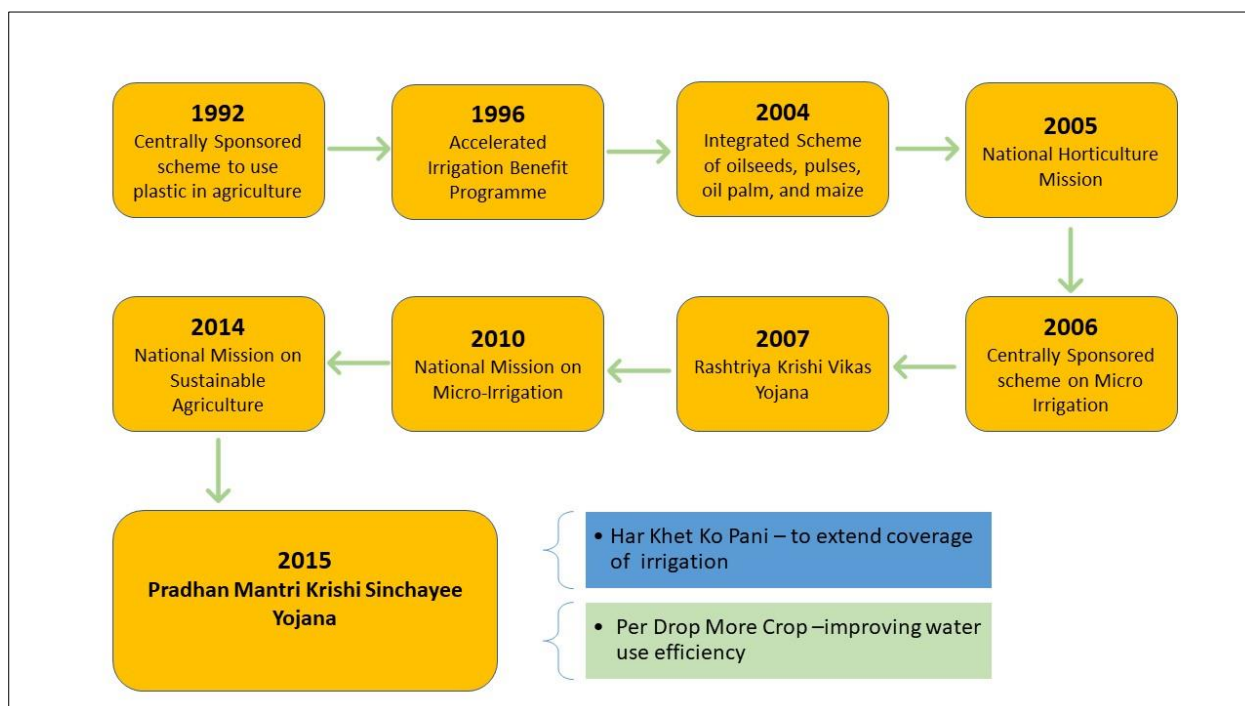 1992
Centrally Sponsored
scheme to use
plastic in agriculture
1996
Accelerated
Irrigation Benefit
Programme
2004
Integrated Scheme
of oilseeds, pulses,
oil palm, and maize
2005
National Horticulture
Mission
2006
Centrally Sponsored
scheme on Micro
Irrigation
2007
Rashtriya Krishi Vikas
Yojana
2010
National Mission on
Micro-Irrigation
2014
National Mission on
Sustainable
Agriculture
2015
Pradhan Mantri Krishi Sinchayee
Yojana
• Har Khet Ko Pani – to extend coverage
of irrigation
• Per Drop More Crop –improving water
use efficiency